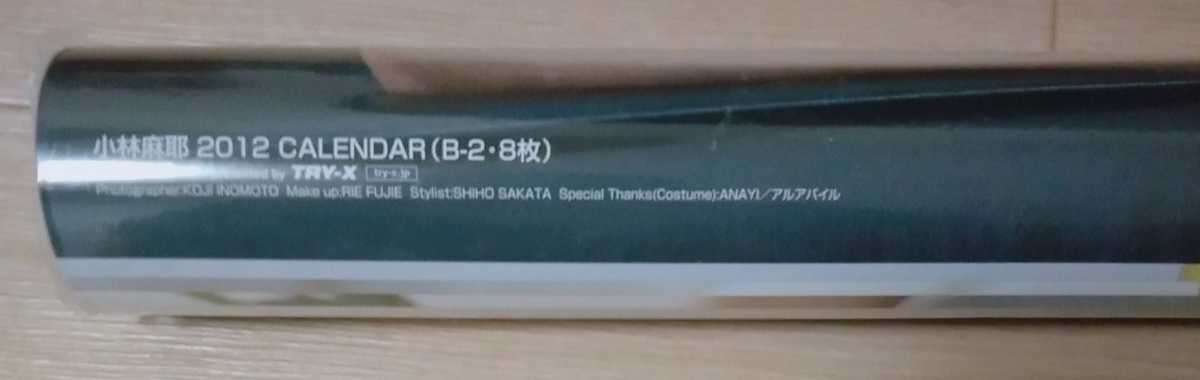 小林麻耶 2012 CALENDAR（B-2・8枚）
by TRY-X try-x.jp
Photographer:KOJI INOMOTO Make up:RIE FUJIE Stylist:SHIHO SAKATA Special Thanks(Costume):ANAYI／アルアバイル